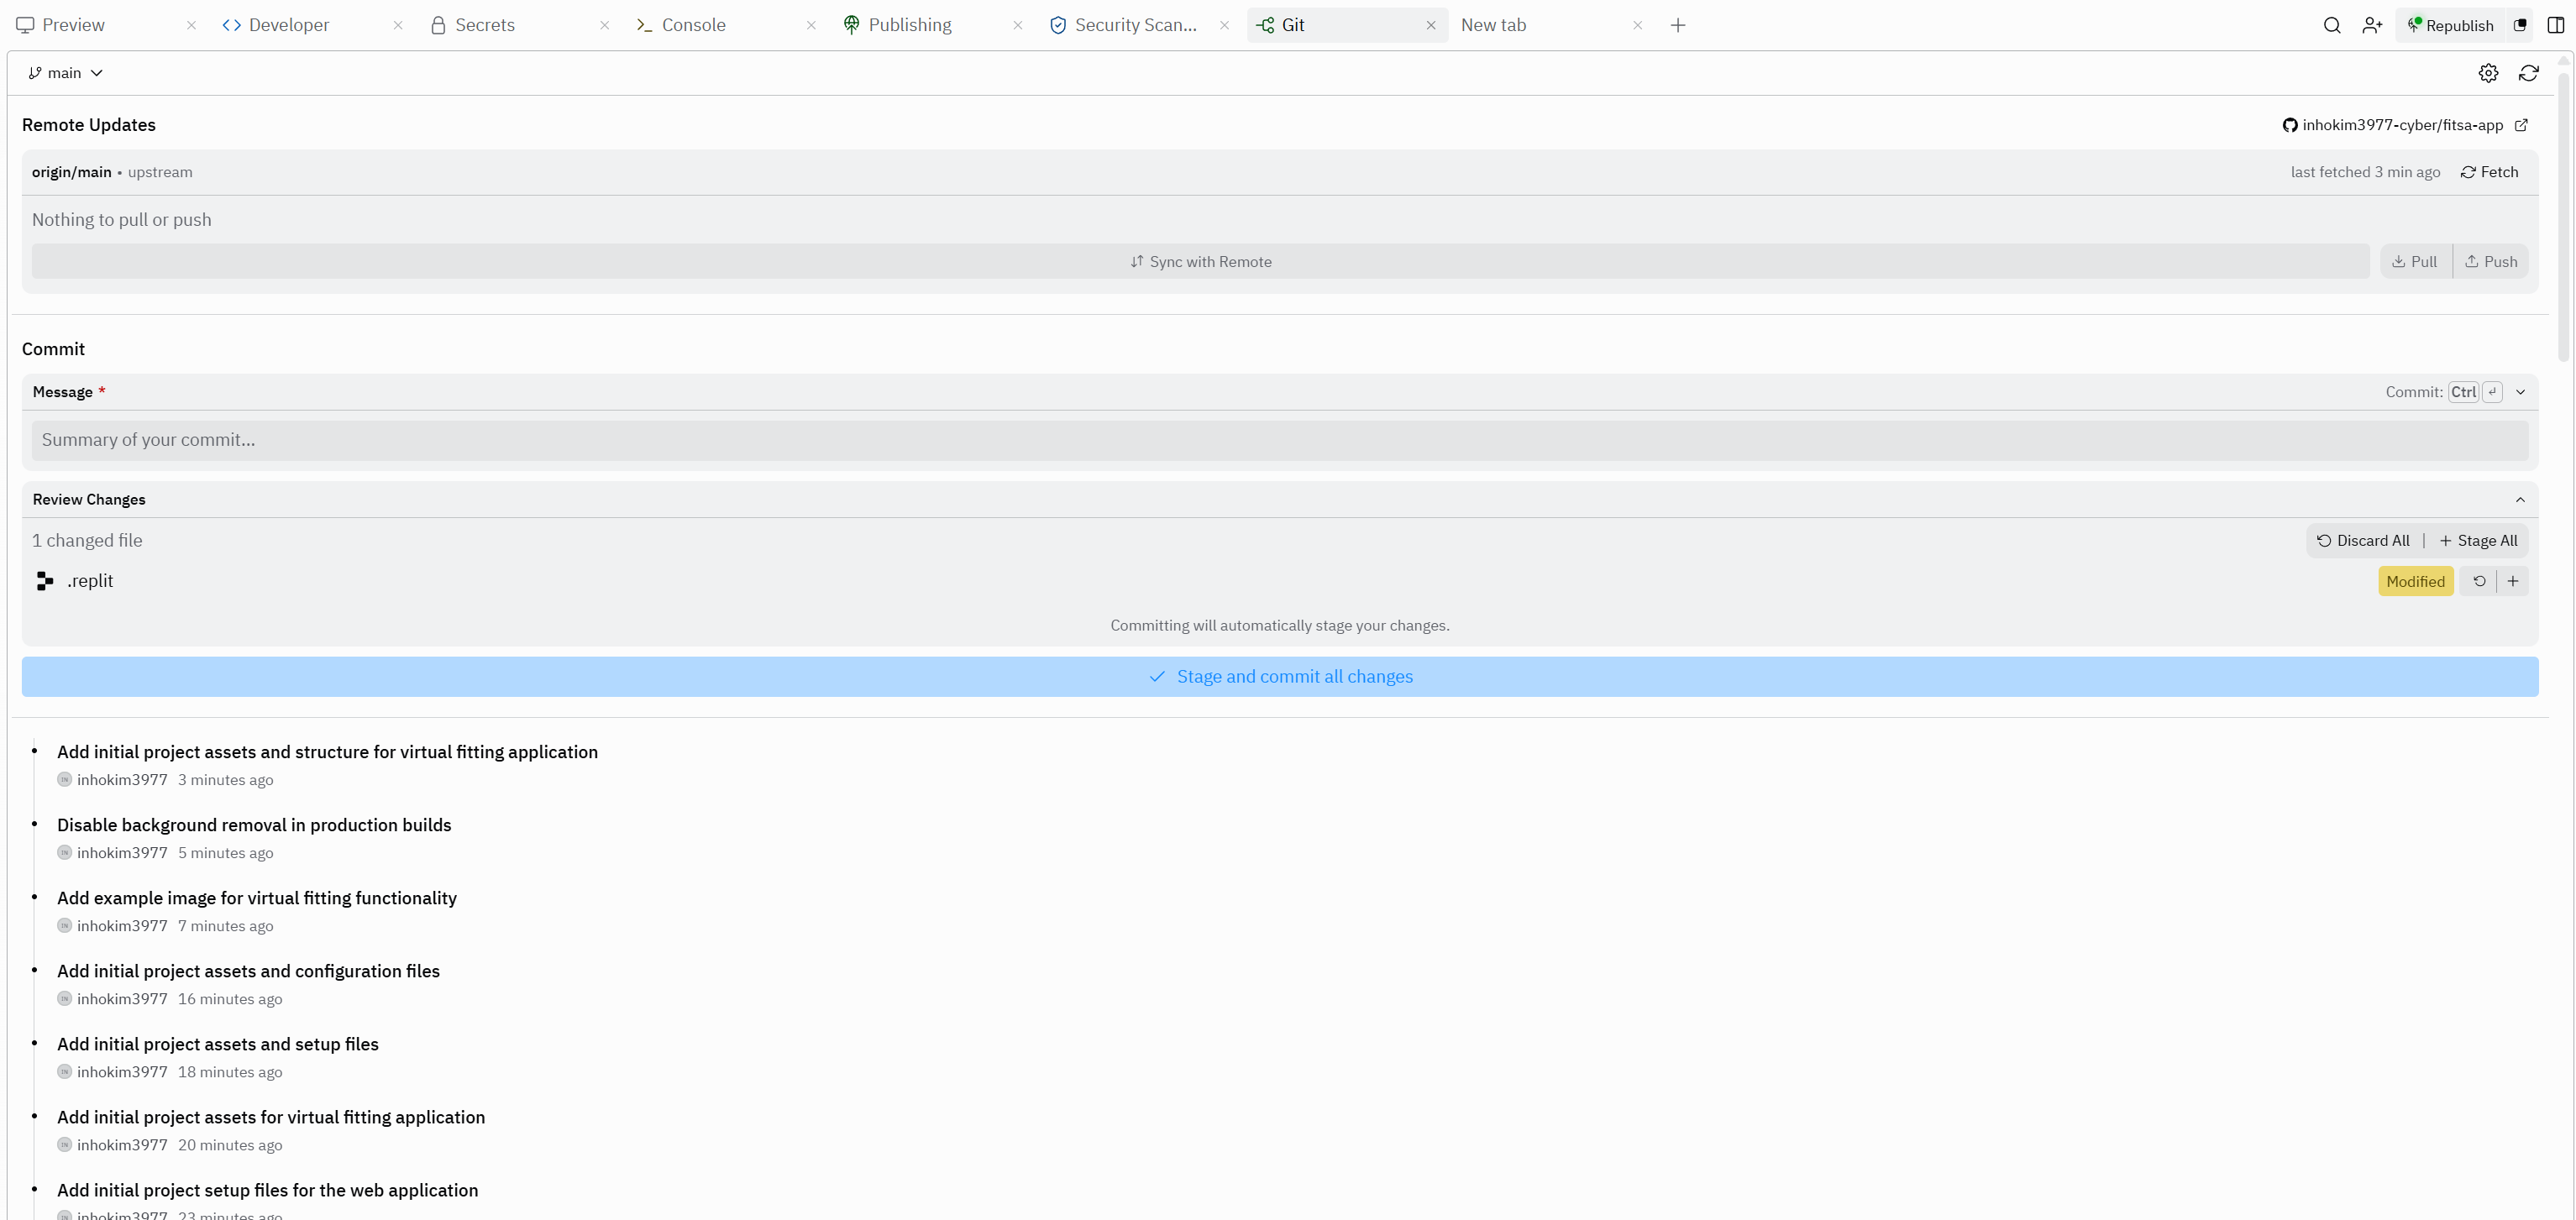 Preview
Developer
Secrets
Console
Publishing
Security Scan...
Git
New tab
Republish
main
Remote Updates
inhokim3977-cyber/fitsa-app
origin/main • upstream
last fetched 3 min ago
Fetch
Nothing to pull or push
Sync with Remote
Pull
Push
Commit
Message *
Commit: Ctrl ↵
Summary of your commit...
Review Changes
1 changed file
Discard All
Stage All
.replit
Modified
Committing will automatically stage your changes.
Stage and commit all changes
Add initial project assets and structure for virtual fitting application
inhokim3977 3 minutes ago
Disable background removal in production builds
inhokim3977 5 minutes ago
Add example image for virtual fitting functionality
inhokim3977 7 minutes ago
Add initial project assets and configuration files
inhokim3977 16 minutes ago
Add initial project assets and setup files
inhokim3977 18 minutes ago
Add initial project assets for virtual fitting application
inhokim3977 20 minutes ago
Add initial project setup files for the web application
inhokim3977 23 minutes ago